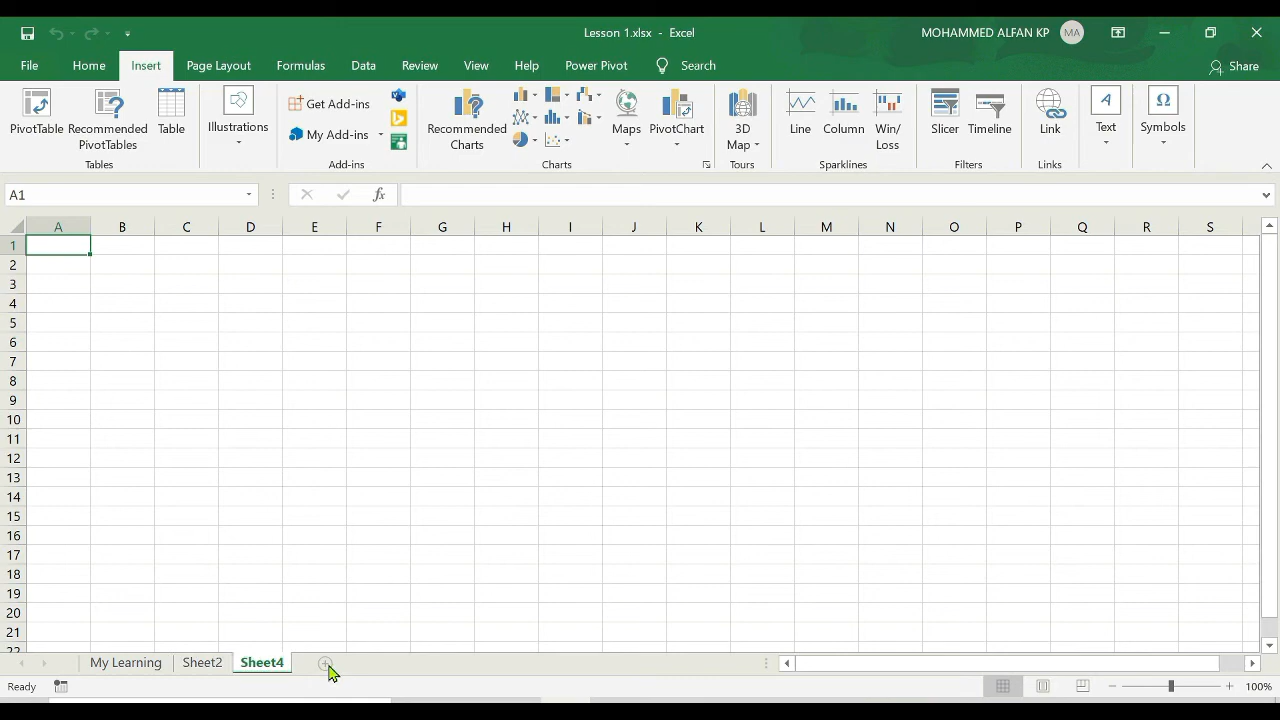 Lesson 1.xlsx - Excel
MOHAMMED ALFAN KP MA
File Home Insert Page Layout Formulas Data Review View Help Power Pivot Search Share
PivotTable Recommended PivotTables Table
Tables
Illustrations
Get Add-ins
My Add-ins
Add-ins
Recommended Charts
Maps PivotChart
Charts
3D Map
Tours
Line Column Win/Loss
Sparklines
Slicer Timeline
Filters
Link
Links
A
Text
Ω
Symbols
A1 fx
A B C D E F G H I J K L M N O P Q R S
1
2
3
4
5
6
7
8
9
10
11
12
13
14
15
16
17
18
19
20
21
22
My Learning Sheet2 Sheet4
Ready 100%